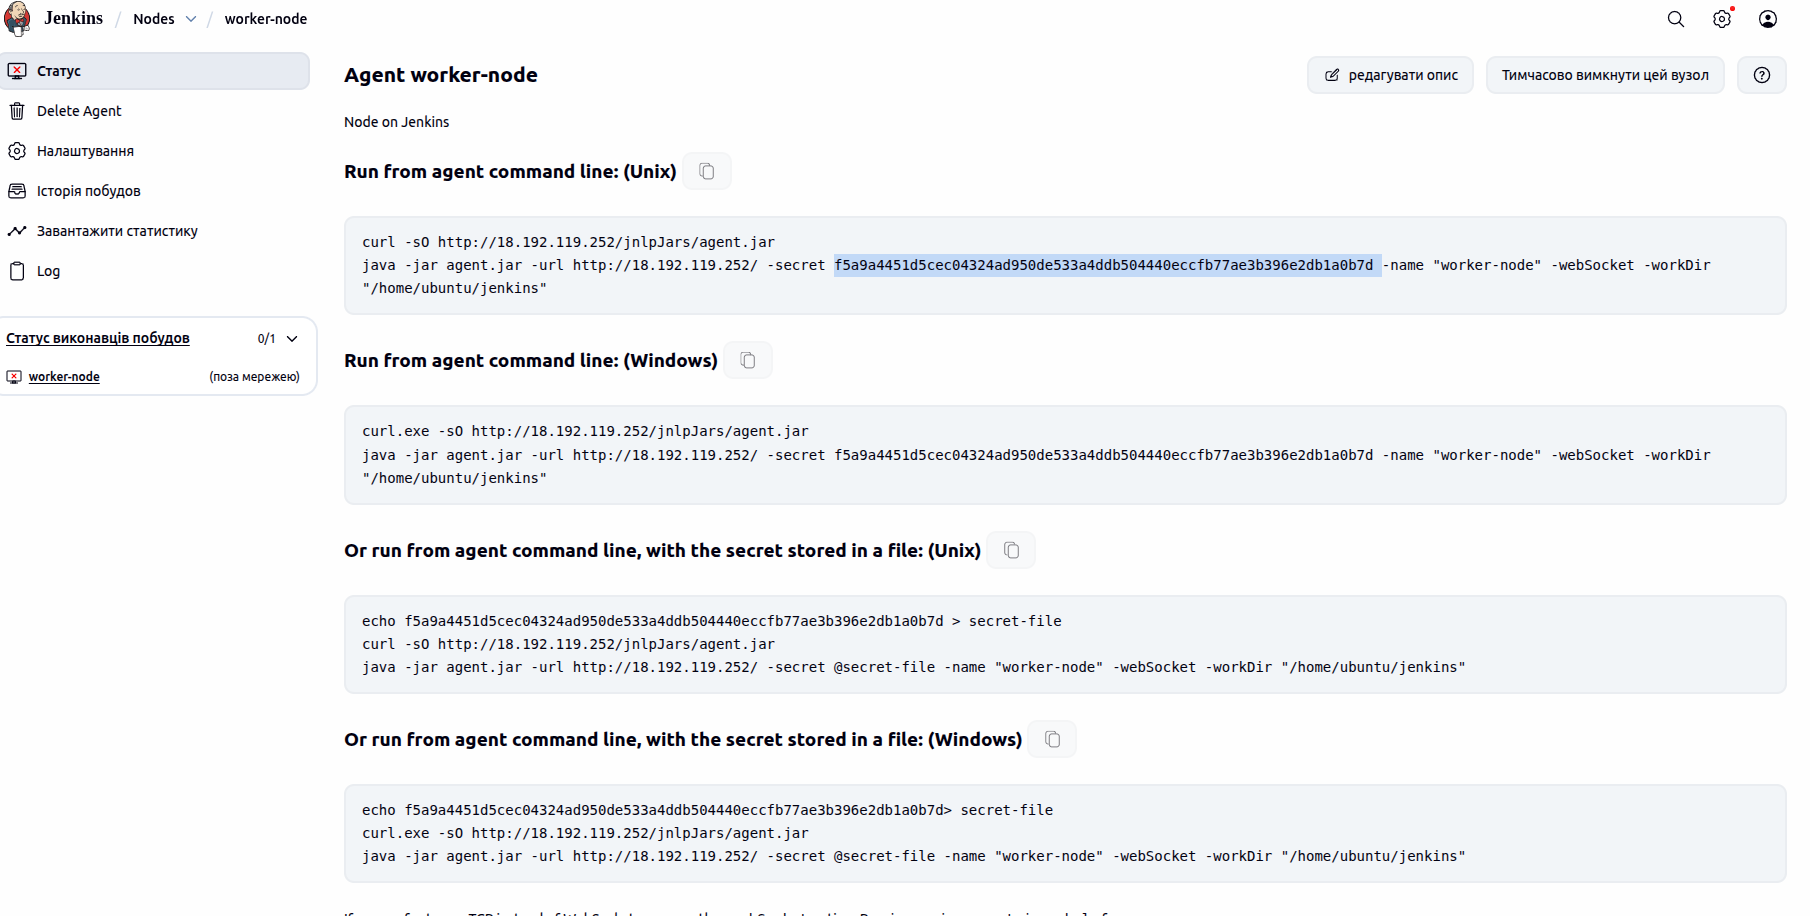 Jenkins / Nodes / worker-node
Статус
Delete Agent
Налаштування
Історія побудов
Завантажити статистику
Log
Статус виконавців побудов 0/1
worker-node (поза мережею)
Agent worker-node
редагувати опис
Тимчасово вимкнути цей вузол
Node on Jenkins
Run from agent command line: (Unix)
curl -sO http://18.192.119.252/jnlpJars/agent.jar
java -jar agent.jar -url http://18.192.119.252/ -secret f5a9a4451d5cec04324ad950de533a4ddb504440eccfb77ae3b396e2db1a0b7d -name "worker-node" -webSocket -workDir
"/home/ubuntu/jenkins"
Run from agent command line: (Windows)
curl.exe -sO http://18.192.119.252/jnlpJars/agent.jar
java -jar agent.jar -url http://18.192.119.252/ -secret f5a9a4451d5cec04324ad950de533a4ddb504440eccfb77ae3b396e2db1a0b7d -name "worker-node" -webSocket -workDir
"/home/ubuntu/jenkins"
Or run from agent command line, with the secret stored in a file: (Unix)
echo f5a9a4451d5cec04324ad950de533a4ddb504440eccfb77ae3b396e2db1a0b7d > secret-file
curl -sO http://18.192.119.252/jnlpJars/agent.jar
java -jar agent.jar -url http://18.192.119.252/ -secret @secret-file -name "worker-node" -webSocket -workDir "/home/ubuntu/jenkins"
Or run from agent command line, with the secret stored in a file: (Windows)
echo f5a9a4451d5cec04324ad950de533a4ddb504440eccfb77ae3b396e2db1a0b7d> secret-file
curl.exe -sO http://18.192.119.252/jnlpJars/agent.jar
java -jar agent.jar -url http://18.192.119.252/ -secret @secret-file -name "worker-node" -webSocket -workDir "/home/ubuntu/jenkins"